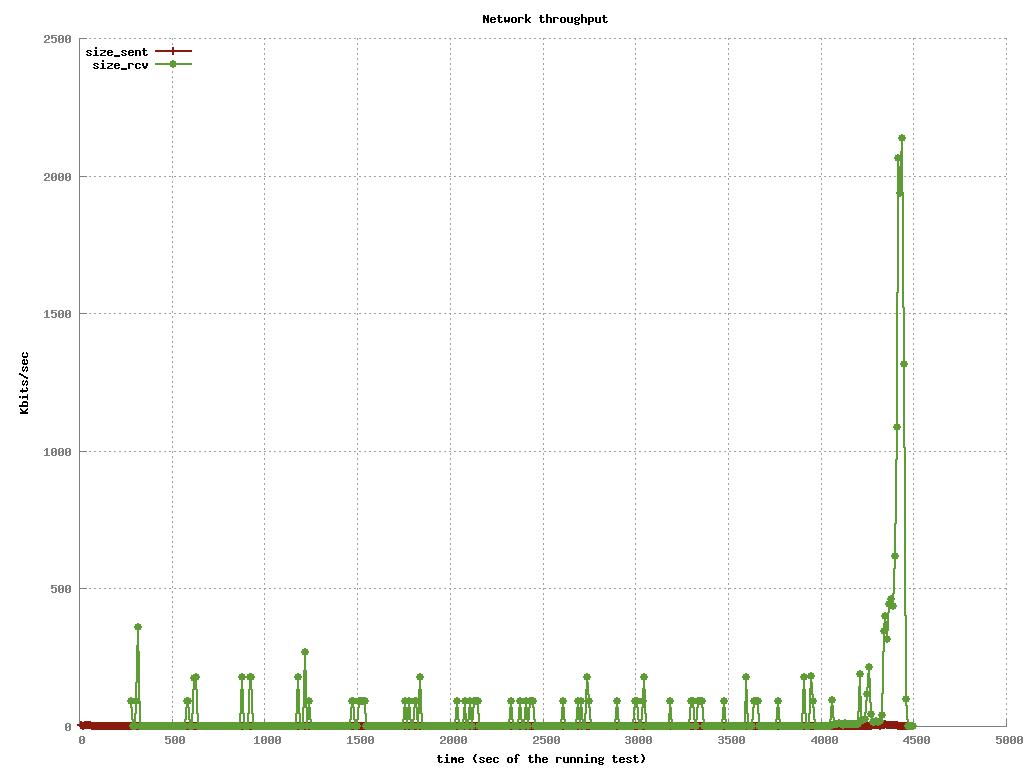 Network throughput
size_sent
size_rcv
2500
2000
1500
1000
500
0
Kbits/sec
0 500 1000 1500 2000 2500 3000 3500 4000 4500 5000
time (sec of the running test)